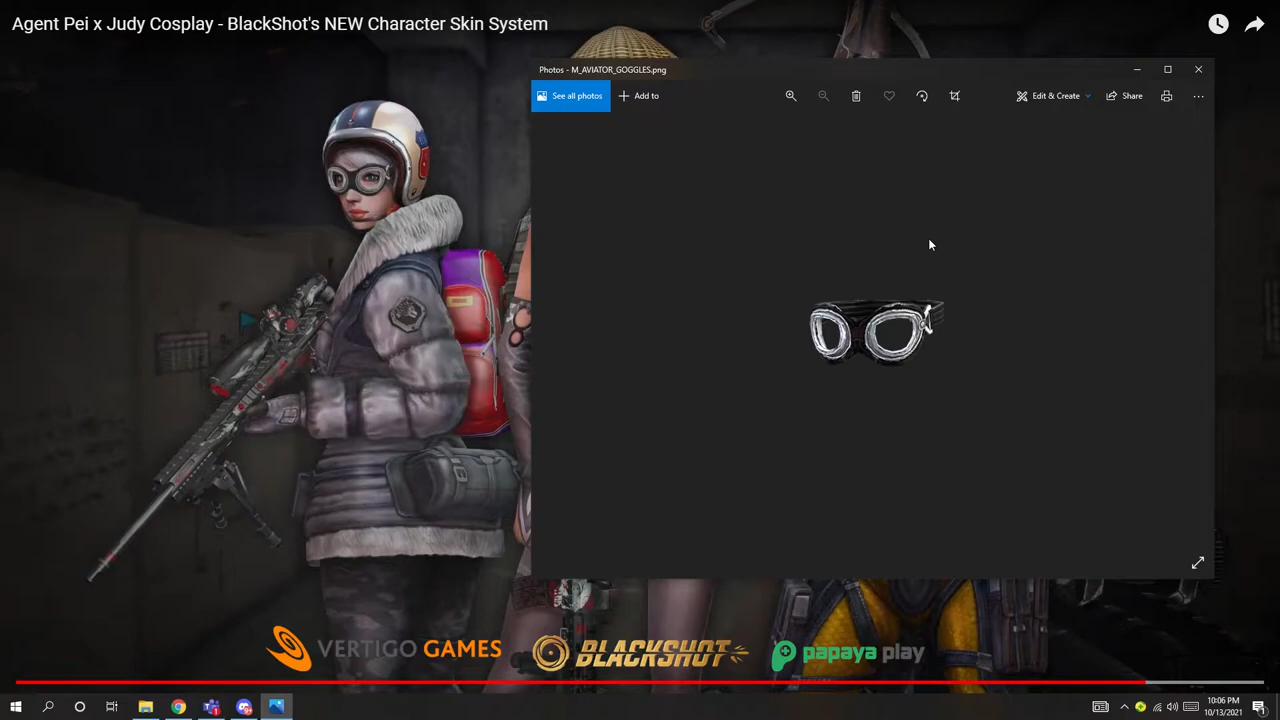 Agent Pei x Judy Cosplay - BlackShot's NEW Character Skin System
Photos - M_AVIATOR_GOGGLES.png
See all photos
Add to
Edit & Create
Share
VERTIGO GAMES
BLACKSHOT
papaya play
10:06 PM
10/13/2021